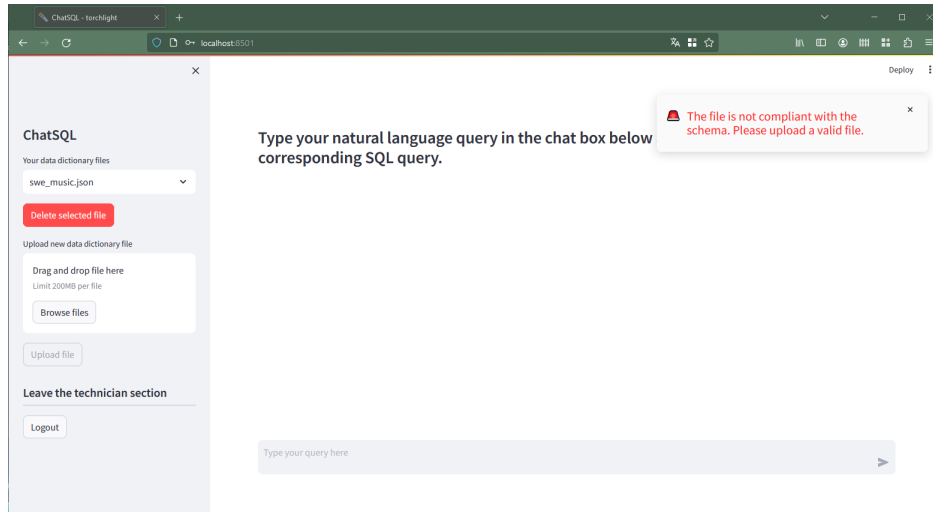 ChatSQL - torchlight
localhost:8501
Deploy
The file is not compliant with the
schema. Please upload a valid file.
ChatSQL
Your data dictionary files
swe_music.json
Delete selected file
Upload new data dictionary file
Drag and drop file here
Limit 200MB per file
Browse files
Upload file
Leave the technician section
Logout
Type your natural language query in the chat box below
corresponding SQL query.
Type your query here